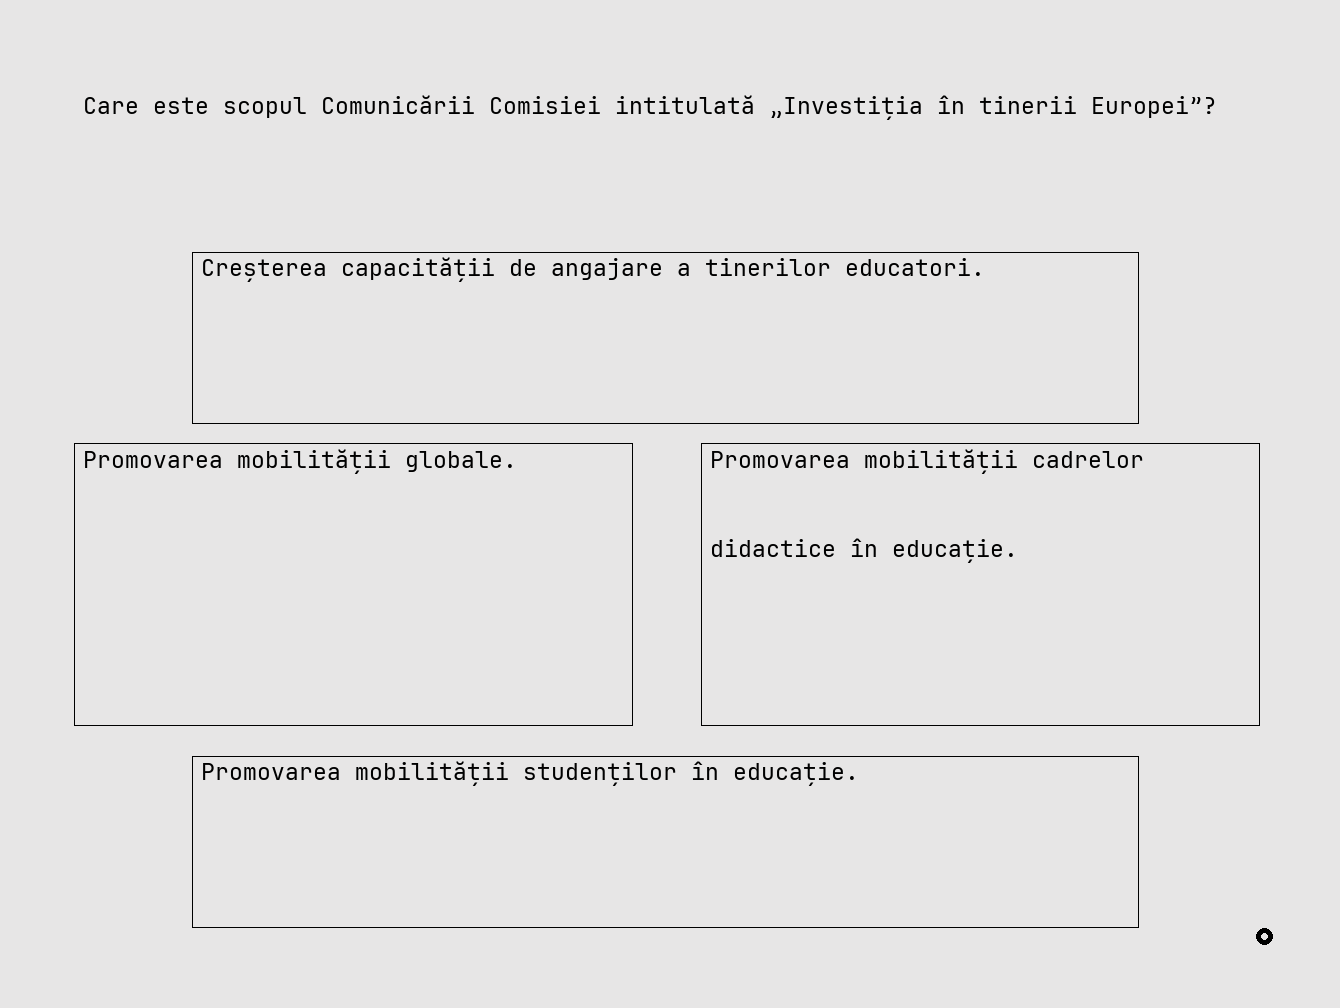 Care este scopul Comunicării Comisiei intitulată „Investiția în tinerii Europei”?
Creșterea capacității de angajare a tinerilor educatori.
Promovarea mobilității globale.
Promovarea mobilității cadrelor
didactice în educație.
Promovarea mobilității studenților în educație.